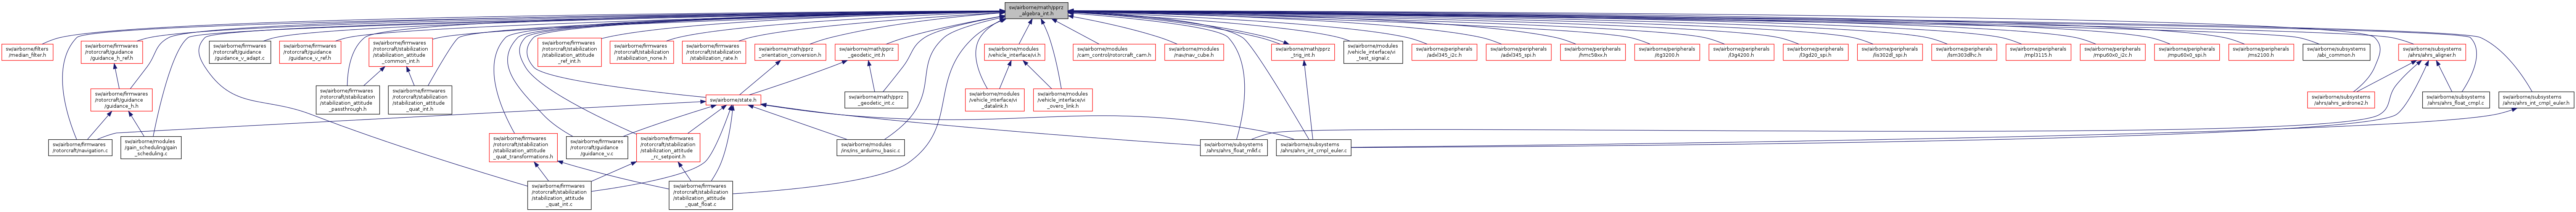 sw/airborne/math/pprz
_algebra_int.h
sw/airborne/filters
/median_filter.h
sw/airborne/firmwares
/rotorcraft/guidance
/guidance_h_ref.h
sw/airborne/firmwares
/rotorcraft/guidance
/guidance_v_adapt.c
sw/airborne/firmwares
/rotorcraft/guidance
/guidance_v_ref.h
sw/airborne/firmwares
/rotorcraft/stabilization
/stabilization_attitude
_common_int.h
sw/airborne/firmwares
/rotorcraft/stabilization
/stabilization_attitude
_ref_int.h
sw/airborne/firmwares
/rotorcraft/stabilization
/stabilization_none.h
sw/airborne/firmwares
/rotorcraft/stabilization
/stabilization_rate.h
sw/airborne/math/pprz
_orientation_conversion.h
sw/airborne/math/pprz
_geodetic_int.h
sw/airborne/modules
/vehicle_interface/vi.h
sw/airborne/modules
/cam_control/rotorcraft_cam.h
sw/airborne/modules
/nav/nav_cube.h
sw/airborne/math/pprz
_trig_int.h
sw/airborne/modules
/vehicle_interface/vi
_test_signal.c
sw/airborne/peripherals
/adxl345_i2c.h
sw/airborne/peripherals
/adxl345_spi.h
sw/airborne/peripherals
/hmc58xx.h
sw/airborne/peripherals
/itg3200.h
sw/airborne/peripherals
/l3g4200.h
sw/airborne/peripherals
/l3gd20_spi.h
sw/airborne/peripherals
/lis302dl_spi.h
sw/airborne/peripherals
/lsm303dlhc.h
sw/airborne/peripherals
/mpl3115.h
sw/airborne/peripherals
/mpu60x0_i2c.h
sw/airborne/peripherals
/mpu60x0_spi.h
sw/airborne/peripherals
/ms2100.h
sw/airborne/subsystems
/abi_common.h
sw/airborne/subsystems
/ahrs/ahrs_aligner.h
sw/airborne/firmwares
/rotorcraft/guidance
/guidance_h.h
sw/airborne/firmwares
/rotorcraft/stabilization
/stabilization_attitude
_passthrough.h
sw/airborne/firmwares
/rotorcraft/stabilization
/stabilization_attitude
_quat_int.h
sw/airborne/state.h
sw/airborne/math/pprz
_geodetic_int.c
sw/airborne/modules
/vehicle_interface/vi
_datalink.h
sw/airborne/modules
/vehicle_interface/vi
_overo_link.h
sw/airborne/subsystems
/ahrs/ahrs_ardrone2.h
sw/airborne/subsystems
/ahrs/ahrs_float_cmpl.c
sw/airborne/subsystems
/ahrs/ahrs_int_cmpl_euler.h
sw/airborne/firmwares
/rotorcraft/navigation.c
sw/airborne/modules
/gain_scheduling/gain
_scheduling.c
sw/airborne/firmwares
/rotorcraft/stabilization
/stabilization_attitude
_quat_transformations.h
sw/airborne/firmwares
/rotorcraft/guidance
/guidance_v.c
sw/airborne/firmwares
/rotorcraft/stabilization
/stabilization_attitude
_rc_setpoint.h
sw/airborne/modules
/ins/ins_arduimu_basic.c
sw/airborne/subsystems
/ahrs/ahrs_float_mlkf.c
sw/airborne/subsystems
/ahrs/ahrs_int_cmpl_euler.c
sw/airborne/firmwares
/rotorcraft/stabilization
/stabilization_attitude
_quat_int.c
sw/airborne/firmwares
/rotorcraft/stabilization
/stabilization_attitude
_quat_float.c